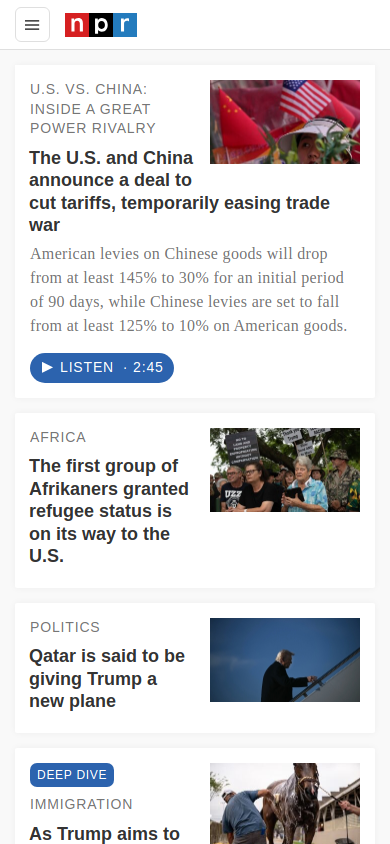 npr
U.S. VS. CHINA:
INSIDE A GREAT
POWER RIVALRY
The U.S. and China
announce a deal to
cut tariffs, temporarily easing trade
war
American levies on Chinese goods will drop
from at least 145% to 30% for an initial period
of 90 days, while Chinese levies are set to fall
from at least 125% to 10% on American goods.
LISTEN · 2:45
AFRICA
The first group of
Afrikaners granted
refugee status is
on its way to the
U.S.
POLITICS
Qatar is said to be
giving Trump a
new plane
DEEP DIVE
IMMIGRATION
As Trump aims to